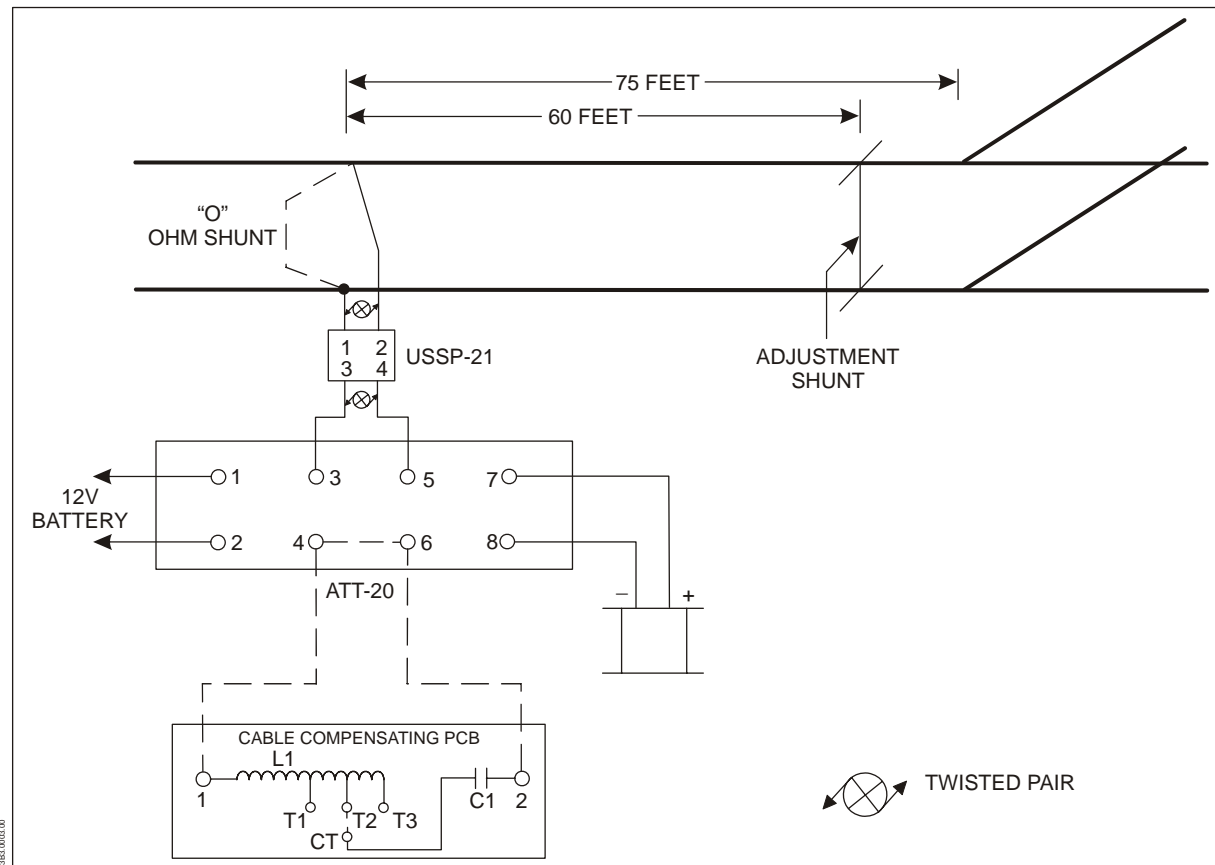 75 FEET
60 FEET
“O”
OHM SHUNT
1 2
3 4
USSP-21
ADJUSTMENT
SHUNT
1 3 5 7
12V
BATTERY
2 4 6 8
ATT-20
– +
CABLE COMPENSATING PCB
L1
1 T1 T2 T3 C1 2
CT
TWISTED PAIR